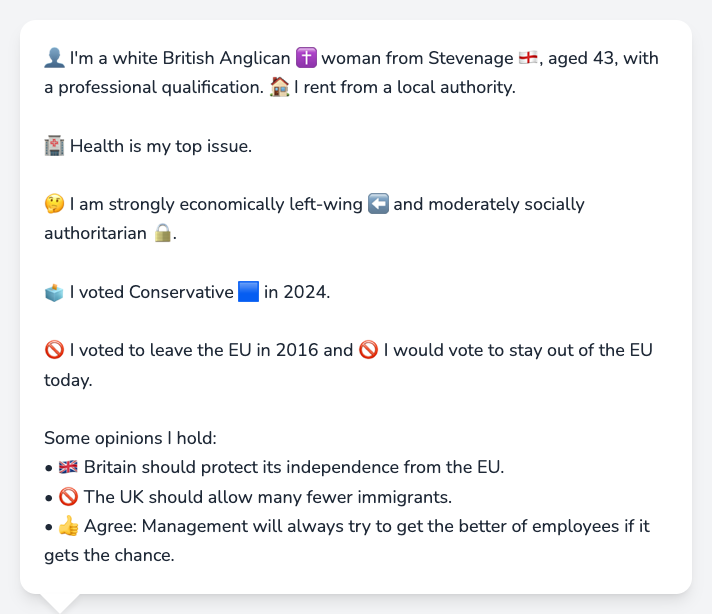 👤 I'm a white British Anglican ✝️ woman from Stevenage 🏴󠁧󠁢󠁥󠁮󠁧󠁿, aged 43, with
a professional qualification. 🏠 I rent from a local authority.
🏥 Health is my top issue.
🤔 I am strongly economically left-wing ⬅️ and moderately socially
authoritarian 🔒.
🗳️ I voted Conservative 🟦 in 2024.
🚫 I voted to leave the EU in 2016 and 🚫 I would vote to stay out of the EU
today.
Some opinions I hold:
• 🇬🇧 Britain should protect its independence from the EU.
• 🚫 The UK should allow many fewer immigrants.
• 👍 Agree: Management will always try to get the better of employees if it
gets the chance.